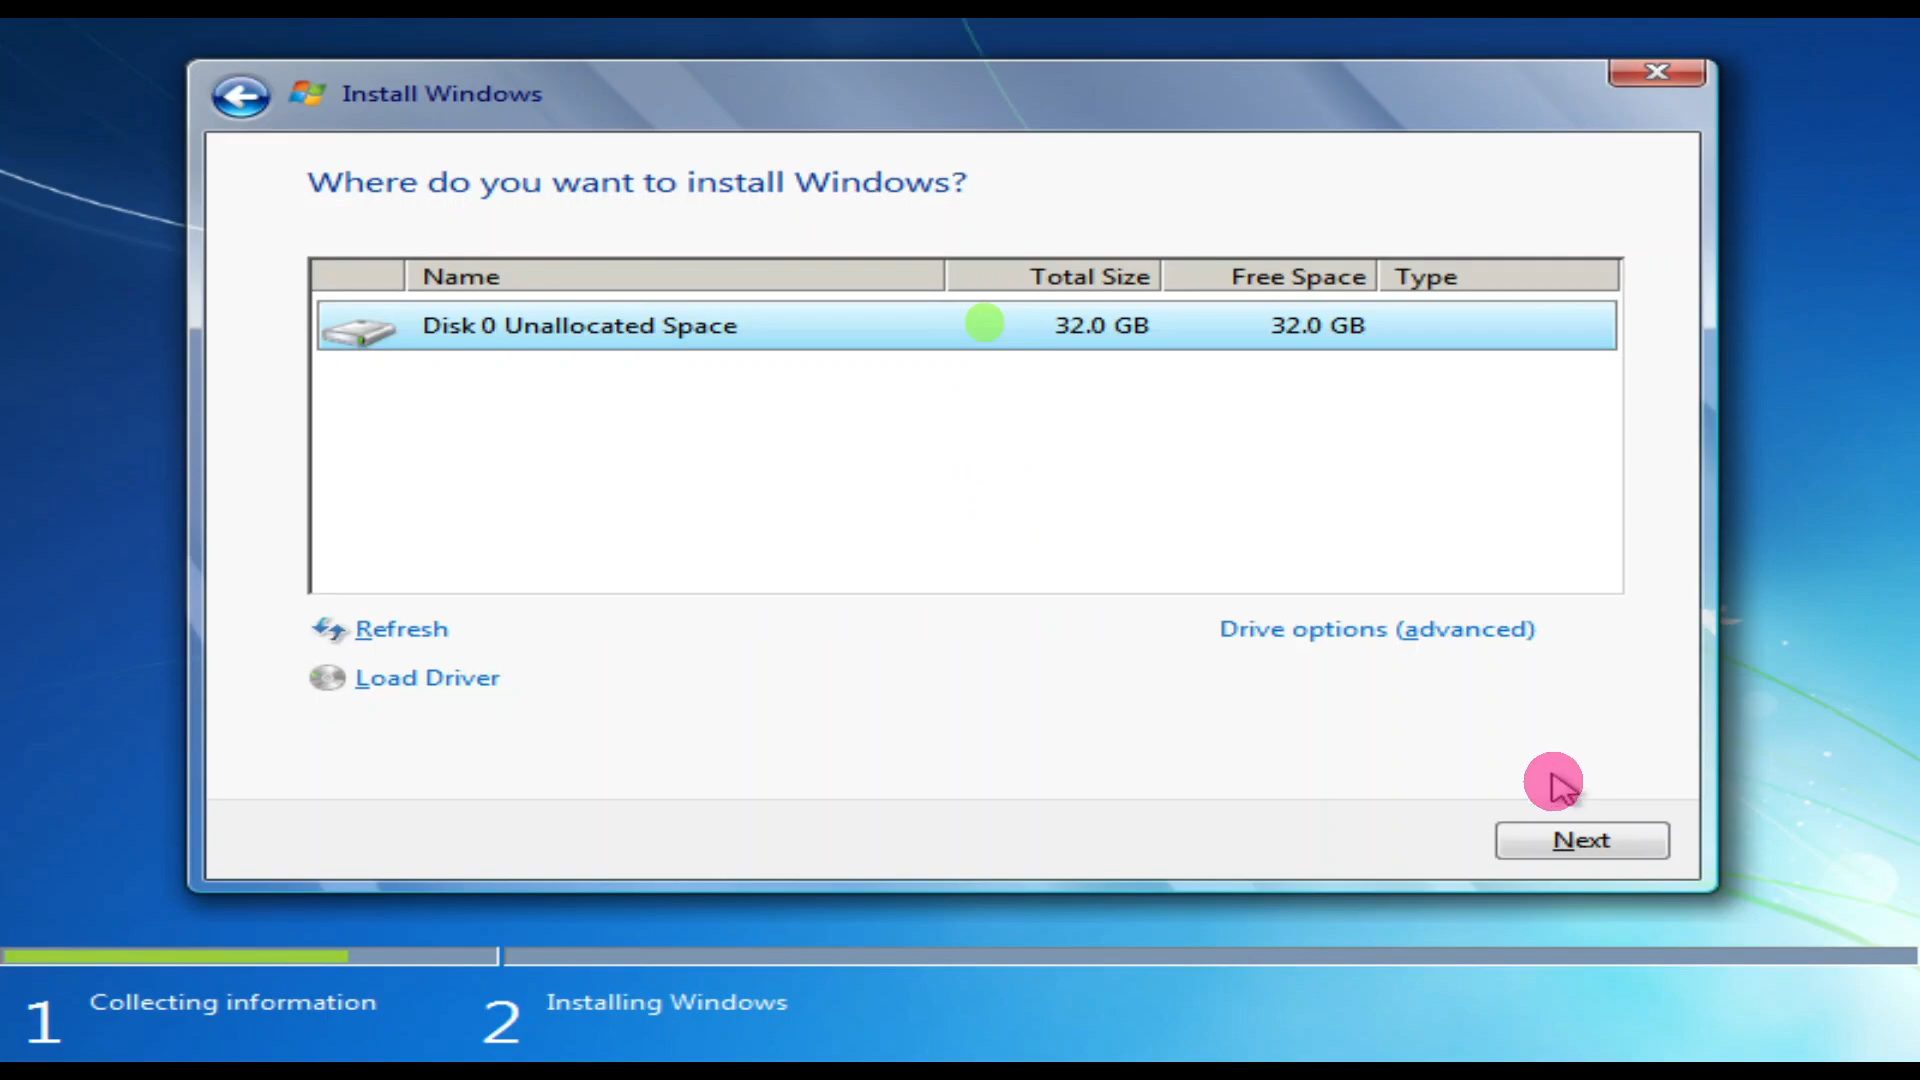 Install Windows
Where do you want to install Windows?
Name Total Size Free Space Type
Disk 0 Unallocated Space 32.0 GB 32.0 GB
Refresh Drive options (advanced)
Load Driver
Next
1 Collecting information 2 Installing Windows